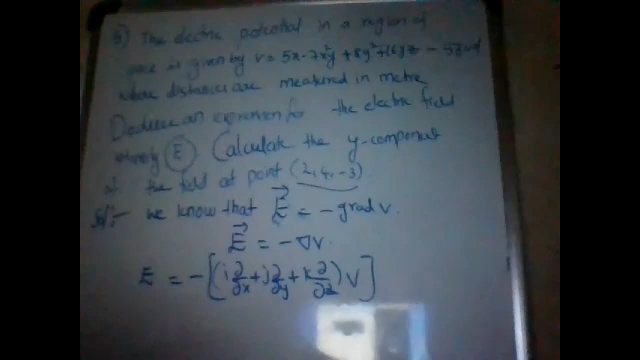 5) The electric potential in a region of
space is given by V = 5x - 7x²y + 8y² + 16yz - 5z
where distances are measured in metre
Deduce an expression for the electric field
E Calculate the y-component
of the field at point (2, 4, -3)
Sol:- we know that E⃗ = -grad V.
E⃗ = -∇V.
E = -[(i ∂/∂x + j ∂/∂y + k ∂/∂z) V]